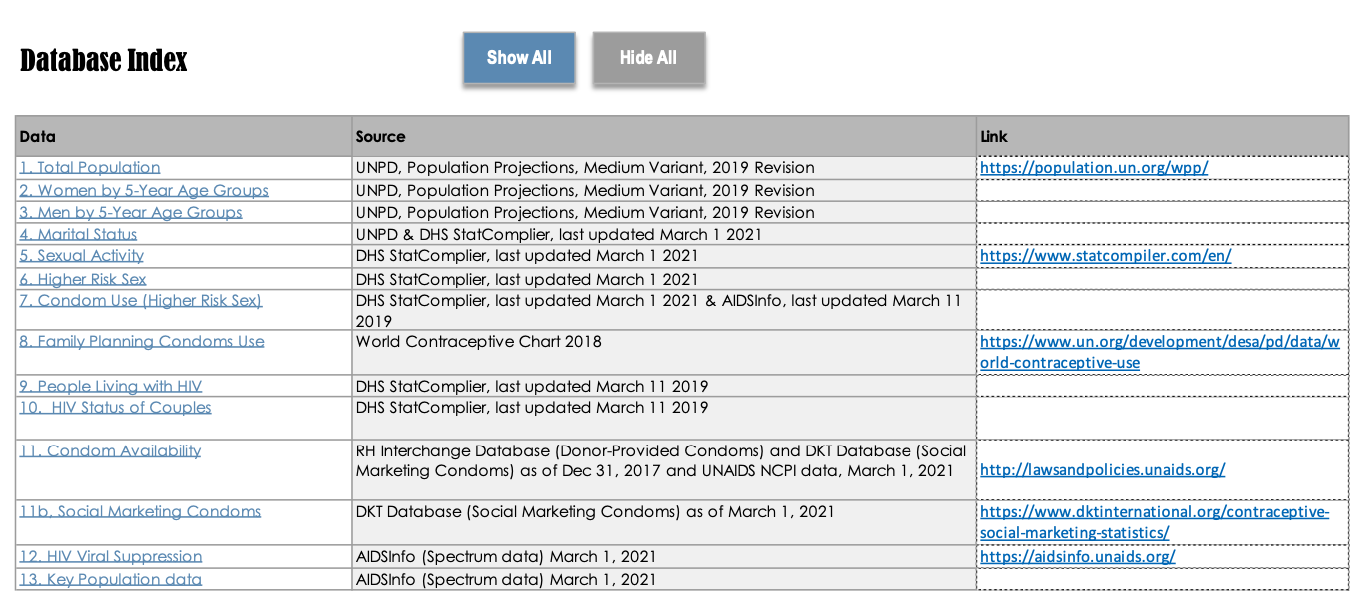 Database Index
Show All
Hide All
Data Source Link
1. Total Population UNPD, Population Projections, Medium Variant, 2019 Revision https://population.un.org/wpp/
2. Women by 5-Year Age Groups UNPD, Population Projections, Medium Variant, 2019 Revision
3. Men by 5-Year Age Groups UNPD, Population Projections, Medium Variant, 2019 Revision
4. Marital Status UNPD & DHS StatComplier, last updated March 1 2021
5. Sexual Activity DHS StatComplier, last updated March 1 2021 https://www.statcompiler.com/en/
6. Higher Risk Sex DHS StatComplier, last updated March 1 2021
7. Condom Use (Higher Risk Sex) DHS StatComplier, last updated March 1 2021 & AIDSInfo, last updated March 11
2019
8. Family Planning Condoms Use World Contraceptive Chart 2018 https://www.un.org/development/desa/pd/data/w
orld-contraceptive-use
9. People Living with HIV DHS StatComplier, last updated March 11 2019
10. HIV Status of Couples DHS StatComplier, last updated March 11 2019
11. Condom Availability RH Interchange Database (Donor-Provided Condoms) and DKT Database (Social
Marketing Condoms) as of Dec 31, 2017 and UNAIDS NCPI data, March 1, 2021 http://lawsandpolicies.unaids.org/
11b. Social Marketing Condoms DKT Database (Social Marketing Condoms) as of March 1, 2021 https://www.dktinternational.org/contraceptive-
social-marketing-statistics/
12. HIV Viral Suppression AIDSInfo (Spectrum data) March 1, 2021 https://aidsinfo.unaids.org/
13. Key Population data AIDSInfo (Spectrum data) March 1, 2021